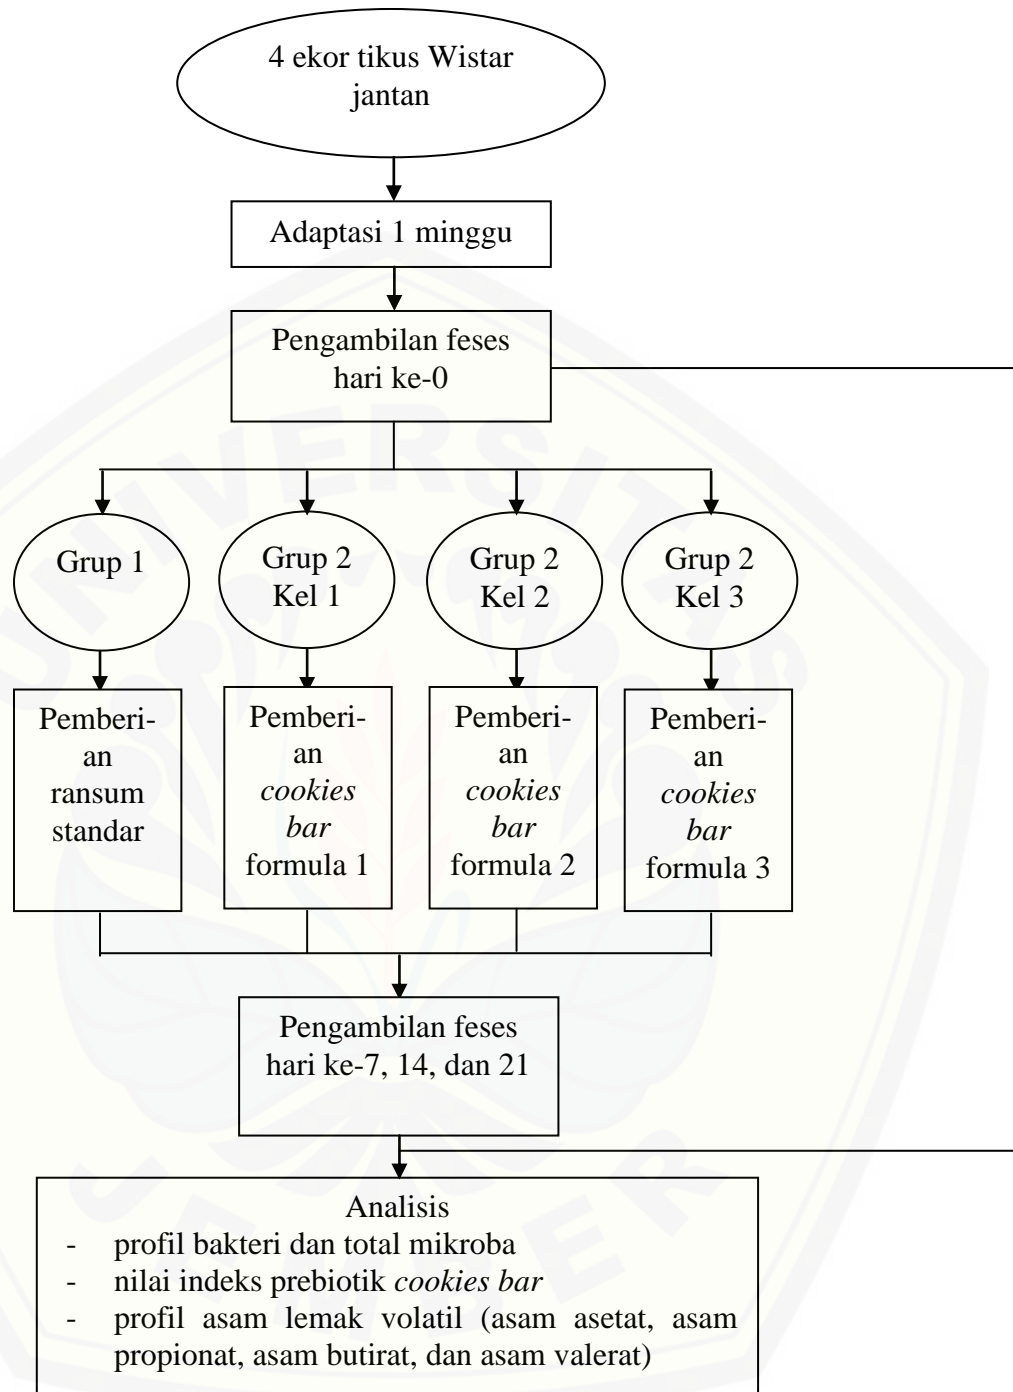 4 ekor tikus Wistar
jantan
Adaptasi 1 minggu
Pengambilan feses
hari ke-0
Grup 1
Grup 2
Kel 1
Grup 2
Kel 2
Grup 2
Kel 3
Pemberi-
an
ransum
standar
Pemberi-
an
cookies
bar
formula 1
Pemberi-
an
cookies
bar
formula 2
Pemberi-
an
cookies
bar
formula 3
Pengambilan feses
hari ke-7, 14, dan 21
Analisis
- profil bakteri dan total mikroba
- nilai indeks prebiotik cookies bar
- profil asam lemak volatil (asam asetat, asam
propionat, asam butirat, dan asam valerat)
UNIVERSITAS
JEMBER